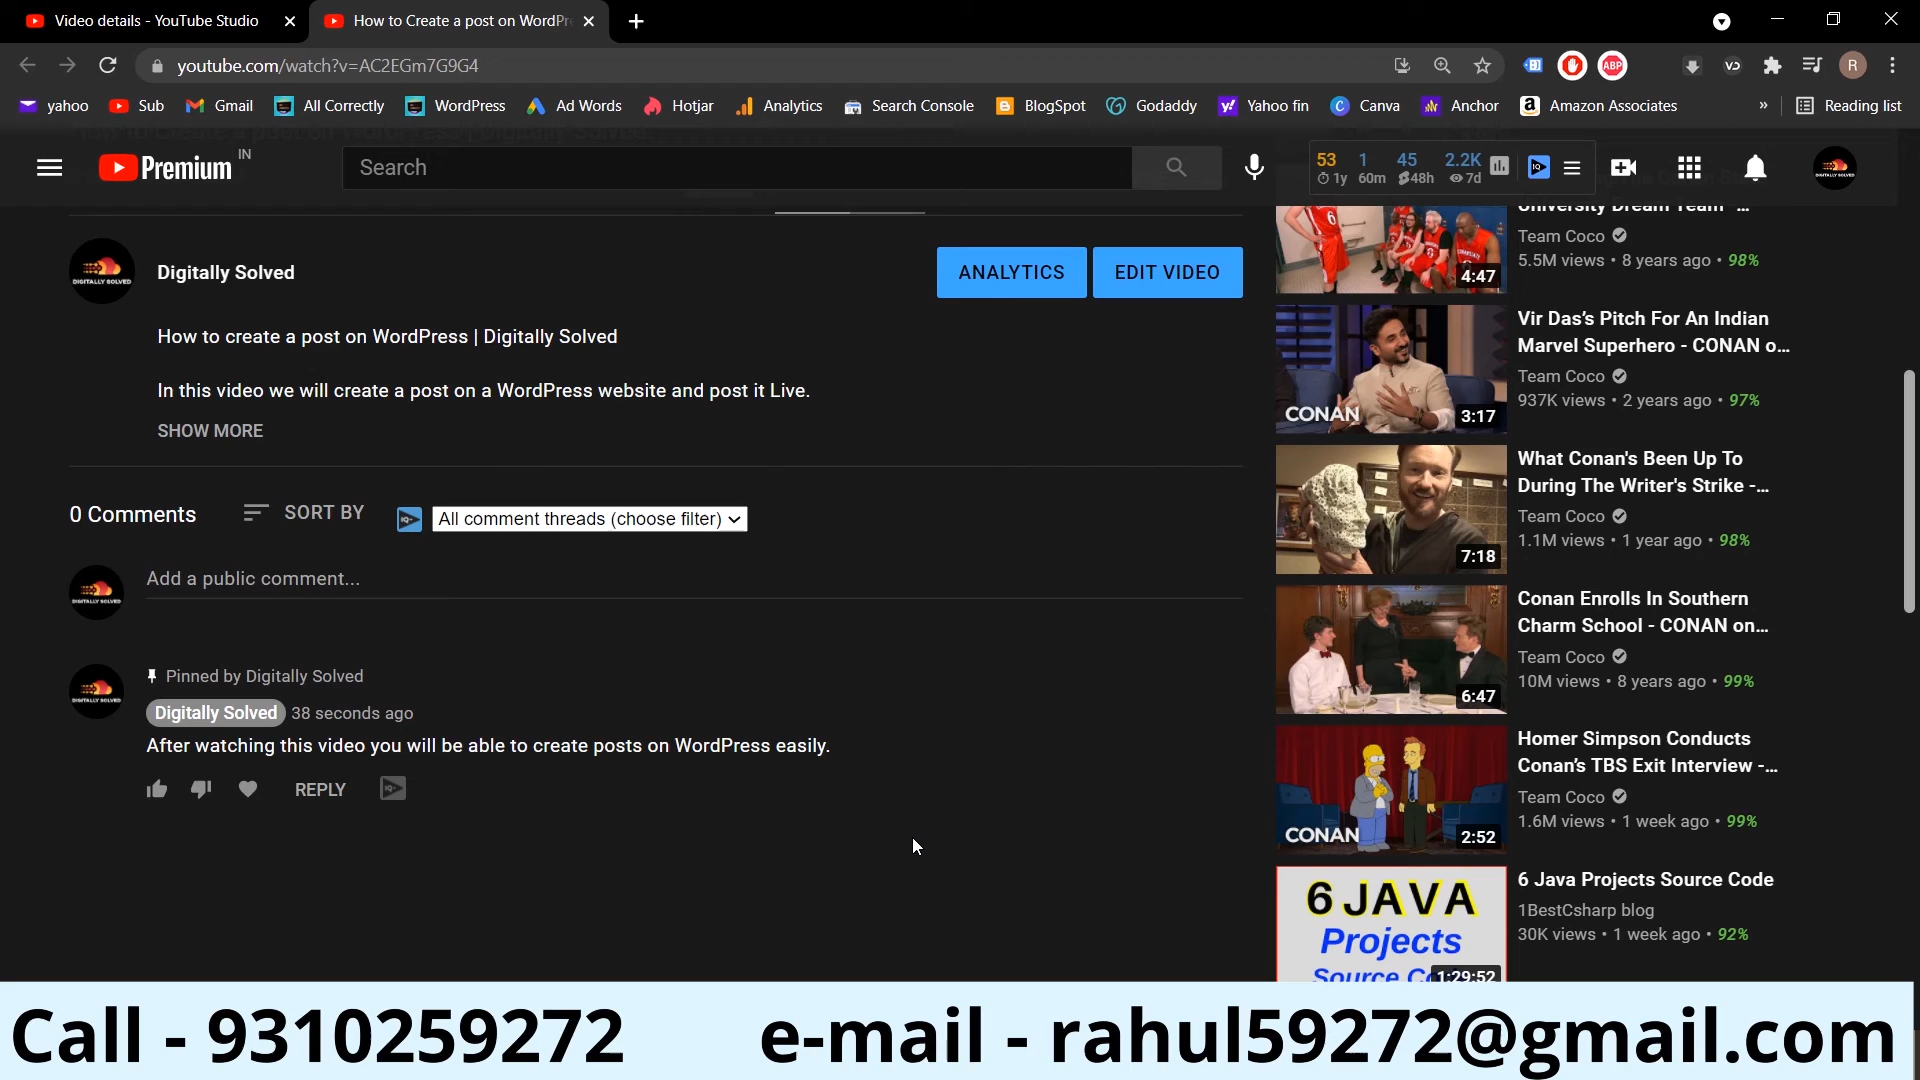 Video details - YouTube Studio
How to Create a post on WordPr
youtube.com/watch?v=AC2EGm7G9G4
R
yahoo
Sub
Gmail
All Correctly
WordPress
Ad Words
Hotjar
Analytics
Search Console
BlogSpot
Godaddy
Yahoo fin
Canva
Anchor
Amazon Associates
»
Reading list
Premium IN
Search
53 1 45 2.2K
1y 60m 48h 7d
Digitally Solved
ANALYTICS
EDIT VIDEO
How to create a post on WordPress | Digitally Solved
In this video we will create a post on a WordPress website and post it Live.
SHOW MORE
0 Comments
SORT BY
All comment threads (choose filter)
Add a public comment...
Pinned by Digitally Solved
Digitally Solved 38 seconds ago
After watching this video you will be able to create posts on WordPress easily.
REPLY
4:47
University Dream Team - ...
Team Coco
5.5M views • 8 years ago • 98%
CONAN
3:17
Vir Das's Pitch For An Indian
Marvel Superhero - CONAN o...
Team Coco
937K views • 2 years ago • 97%
7:18
What Conan's Been Up To
During The Writer's Strike -...
Team Coco
1.1M views • 1 year ago • 98%
6:47
Conan Enrolls In Southern
Charm School - CONAN on...
Team Coco
10M views • 8 years ago • 99%
CONAN
2:52
Homer Simpson Conducts
Conan's TBS Exit Interview -...
Team Coco
1.6M views • 1 week ago • 99%
6 JAVA
Projects
Source
1:29:52
6 Java Projects Source Code
1BestCsharp blog
30K views • 1 week ago • 92%
Call - 9310259272
e-mail - rahul59272@gmail.com